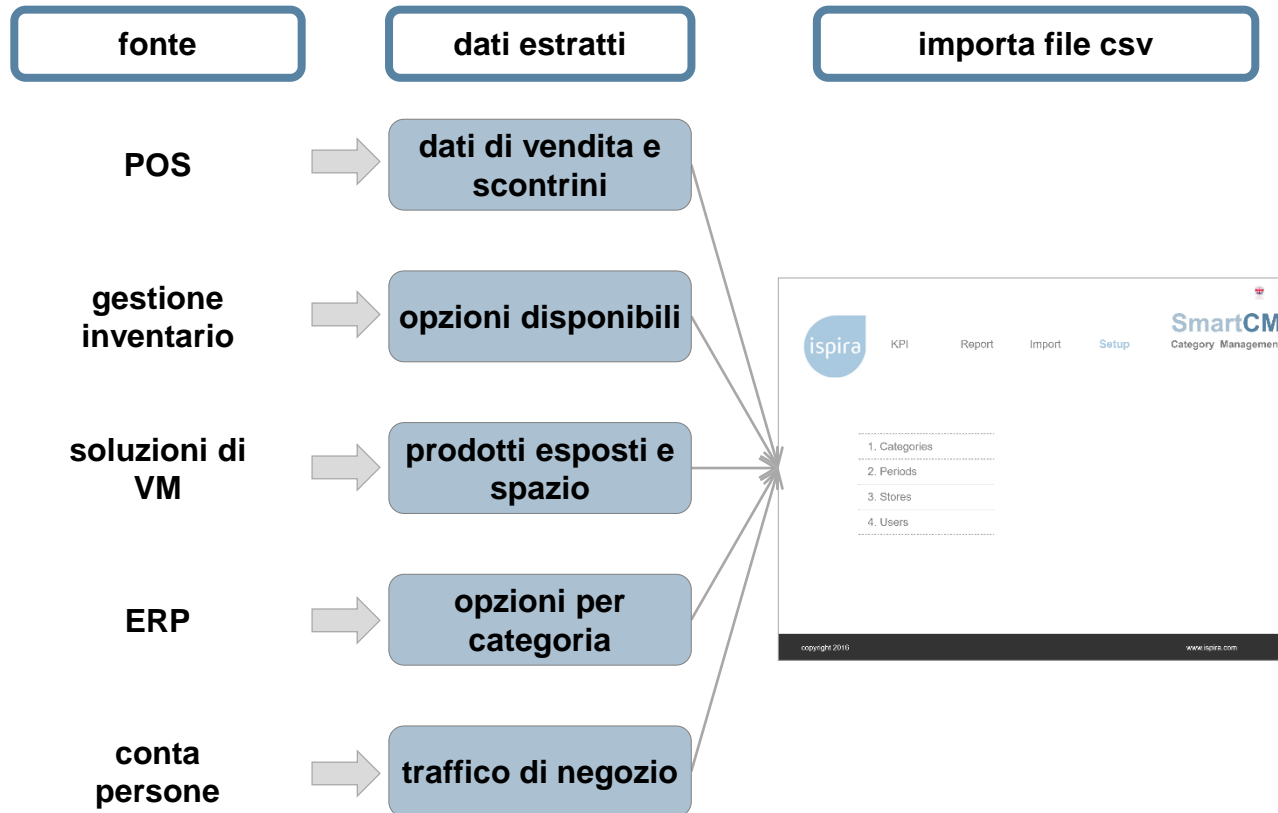 fonte
dati estratti
importa file csv
POS
dati di vendita e
scontrini
gestione
inventario
opzioni disponibili
soluzioni di
VM
prodotti esposti e
spazio
ERP
opzioni per
categoria
conta
persone
traffico di negozio
ispira
KPI
Report
Import
Setup
SmartCM
Category Managemen
1. Categories
2. Periods
3. Stores
4. Users
copyright 2016
www.ispira.com